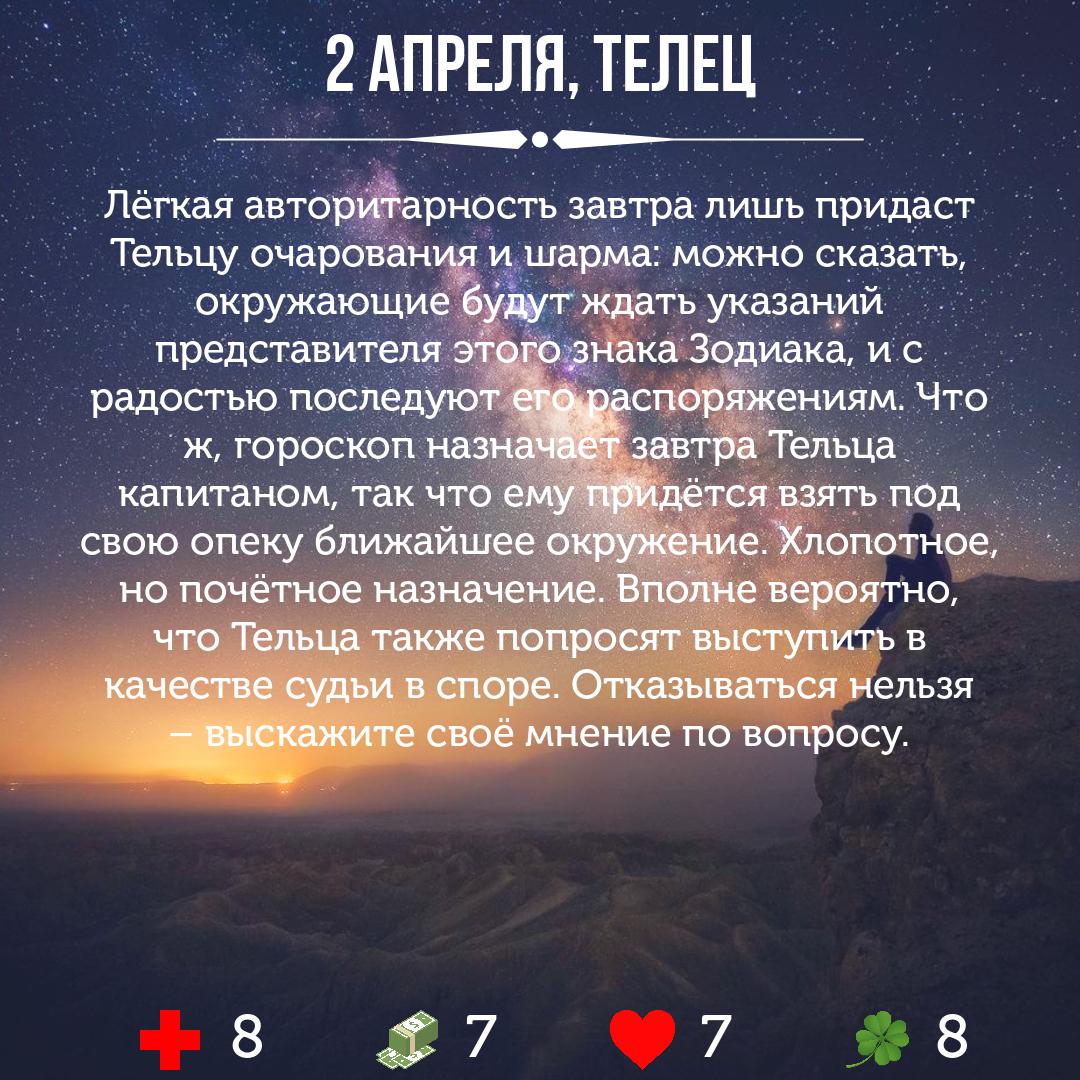 2 АПРЕЛЯ, ТЕЛЕЦ
Лёгкая авторитарность завтра лишь придаст
Тельцу очарования и шарма: можно сказать,
окружающие будут ждать указаний
представителя этого знака Зодиака, и с
радостью последуют его распоряжениям. Что
ж, гороскоп назначает завтра Тельца
капитаном, так что ему придётся взять под
свою опеку ближайшее окружение. Хлопотное,
но почётное назначение. Вполне вероятно,
что Тельца также попросят выступить в
качестве судьи в споре. Отказываться нельзя
– выскажите своё мнение по вопросу.
8 7 7 8